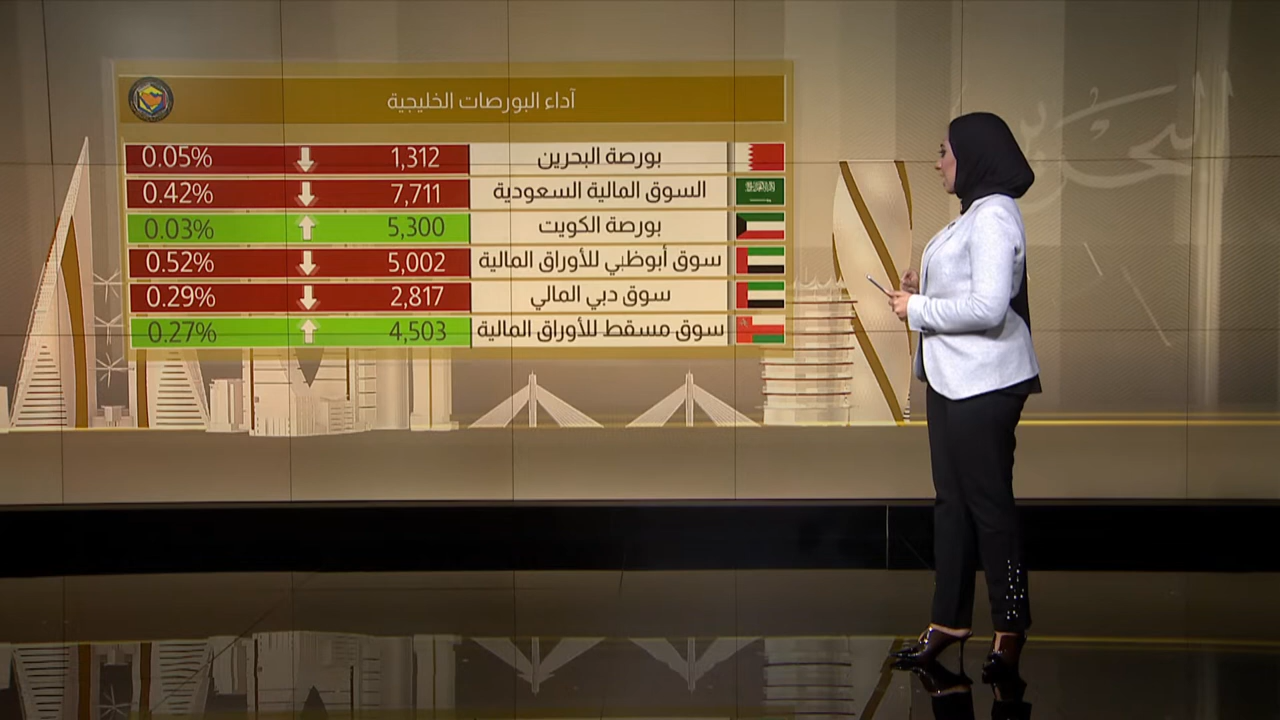 آداء البورصات الخليجية
بورصة البحرين 1,312 0.05%
السوق المالية السعودية 7,711 0.42%
بورصة الكويت 5,300 0.03%
سوق أبوظبي للأوراق المالية 5,002 0.52%
سوق دبي المالي 2,817 0.29%
سوق مسقط للأوراق المالية 4,503 0.27%
البحرين